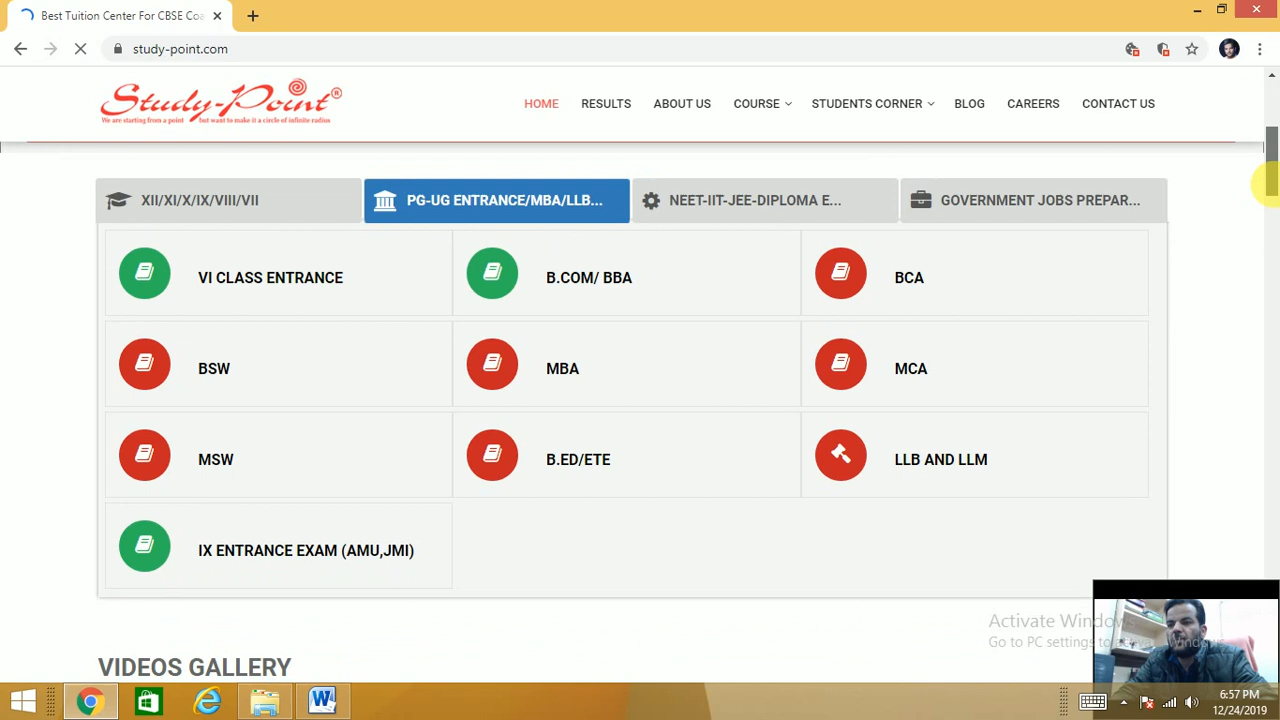 Best Tuition Center For CBSE Coa
study-point.com
Study-Point®
We are starting from a point but want to make it a circle of infinite radios
HOME RESULTS ABOUT US COURSE STUDENTS CORNER BLOG CAREERS CONTACT US
XII/XI/X/IX/VIII/VII PG-UG ENTRANCE/MBA/LLB... NEET-IIT-JEE-DIPLOMA E... GOVERNMENT JOBS PREPAR...
VI CLASS ENTRANCE B.COM/ BBA BCA
BSW MBA MCA
MSW B.ED/ETE LLB AND LLM
IX ENTRANCE EXAM (AMU,JMI)
Activate Windows
Go to PC settings to activate Windows
VIDEOS GALLERY
6:57 PM
12/24/2019